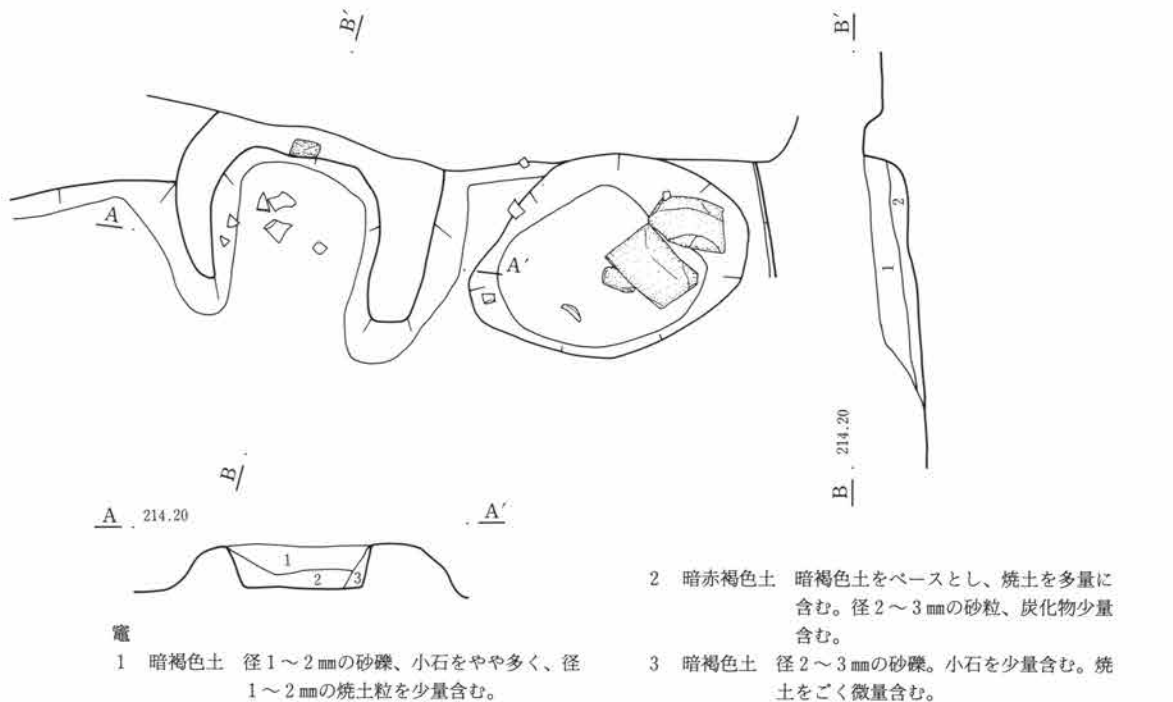 B′
B′
A
A′
2
1
B
B 214.20
A 214.20
A′
1
2
3
竈
1 暗褐色土 径1～2㎜の砂礫、小石をやや多く、径
1～2㎜の焼土粒を少量含む。
2 暗赤褐色土 暗褐色土をベースとし、焼土を多量に
含む。径2～3㎜の砂粒、炭化物少量
含む。
3 暗褐色土 径2～3㎜の砂礫。小石を少量含む。焼
土をごく微量含む。